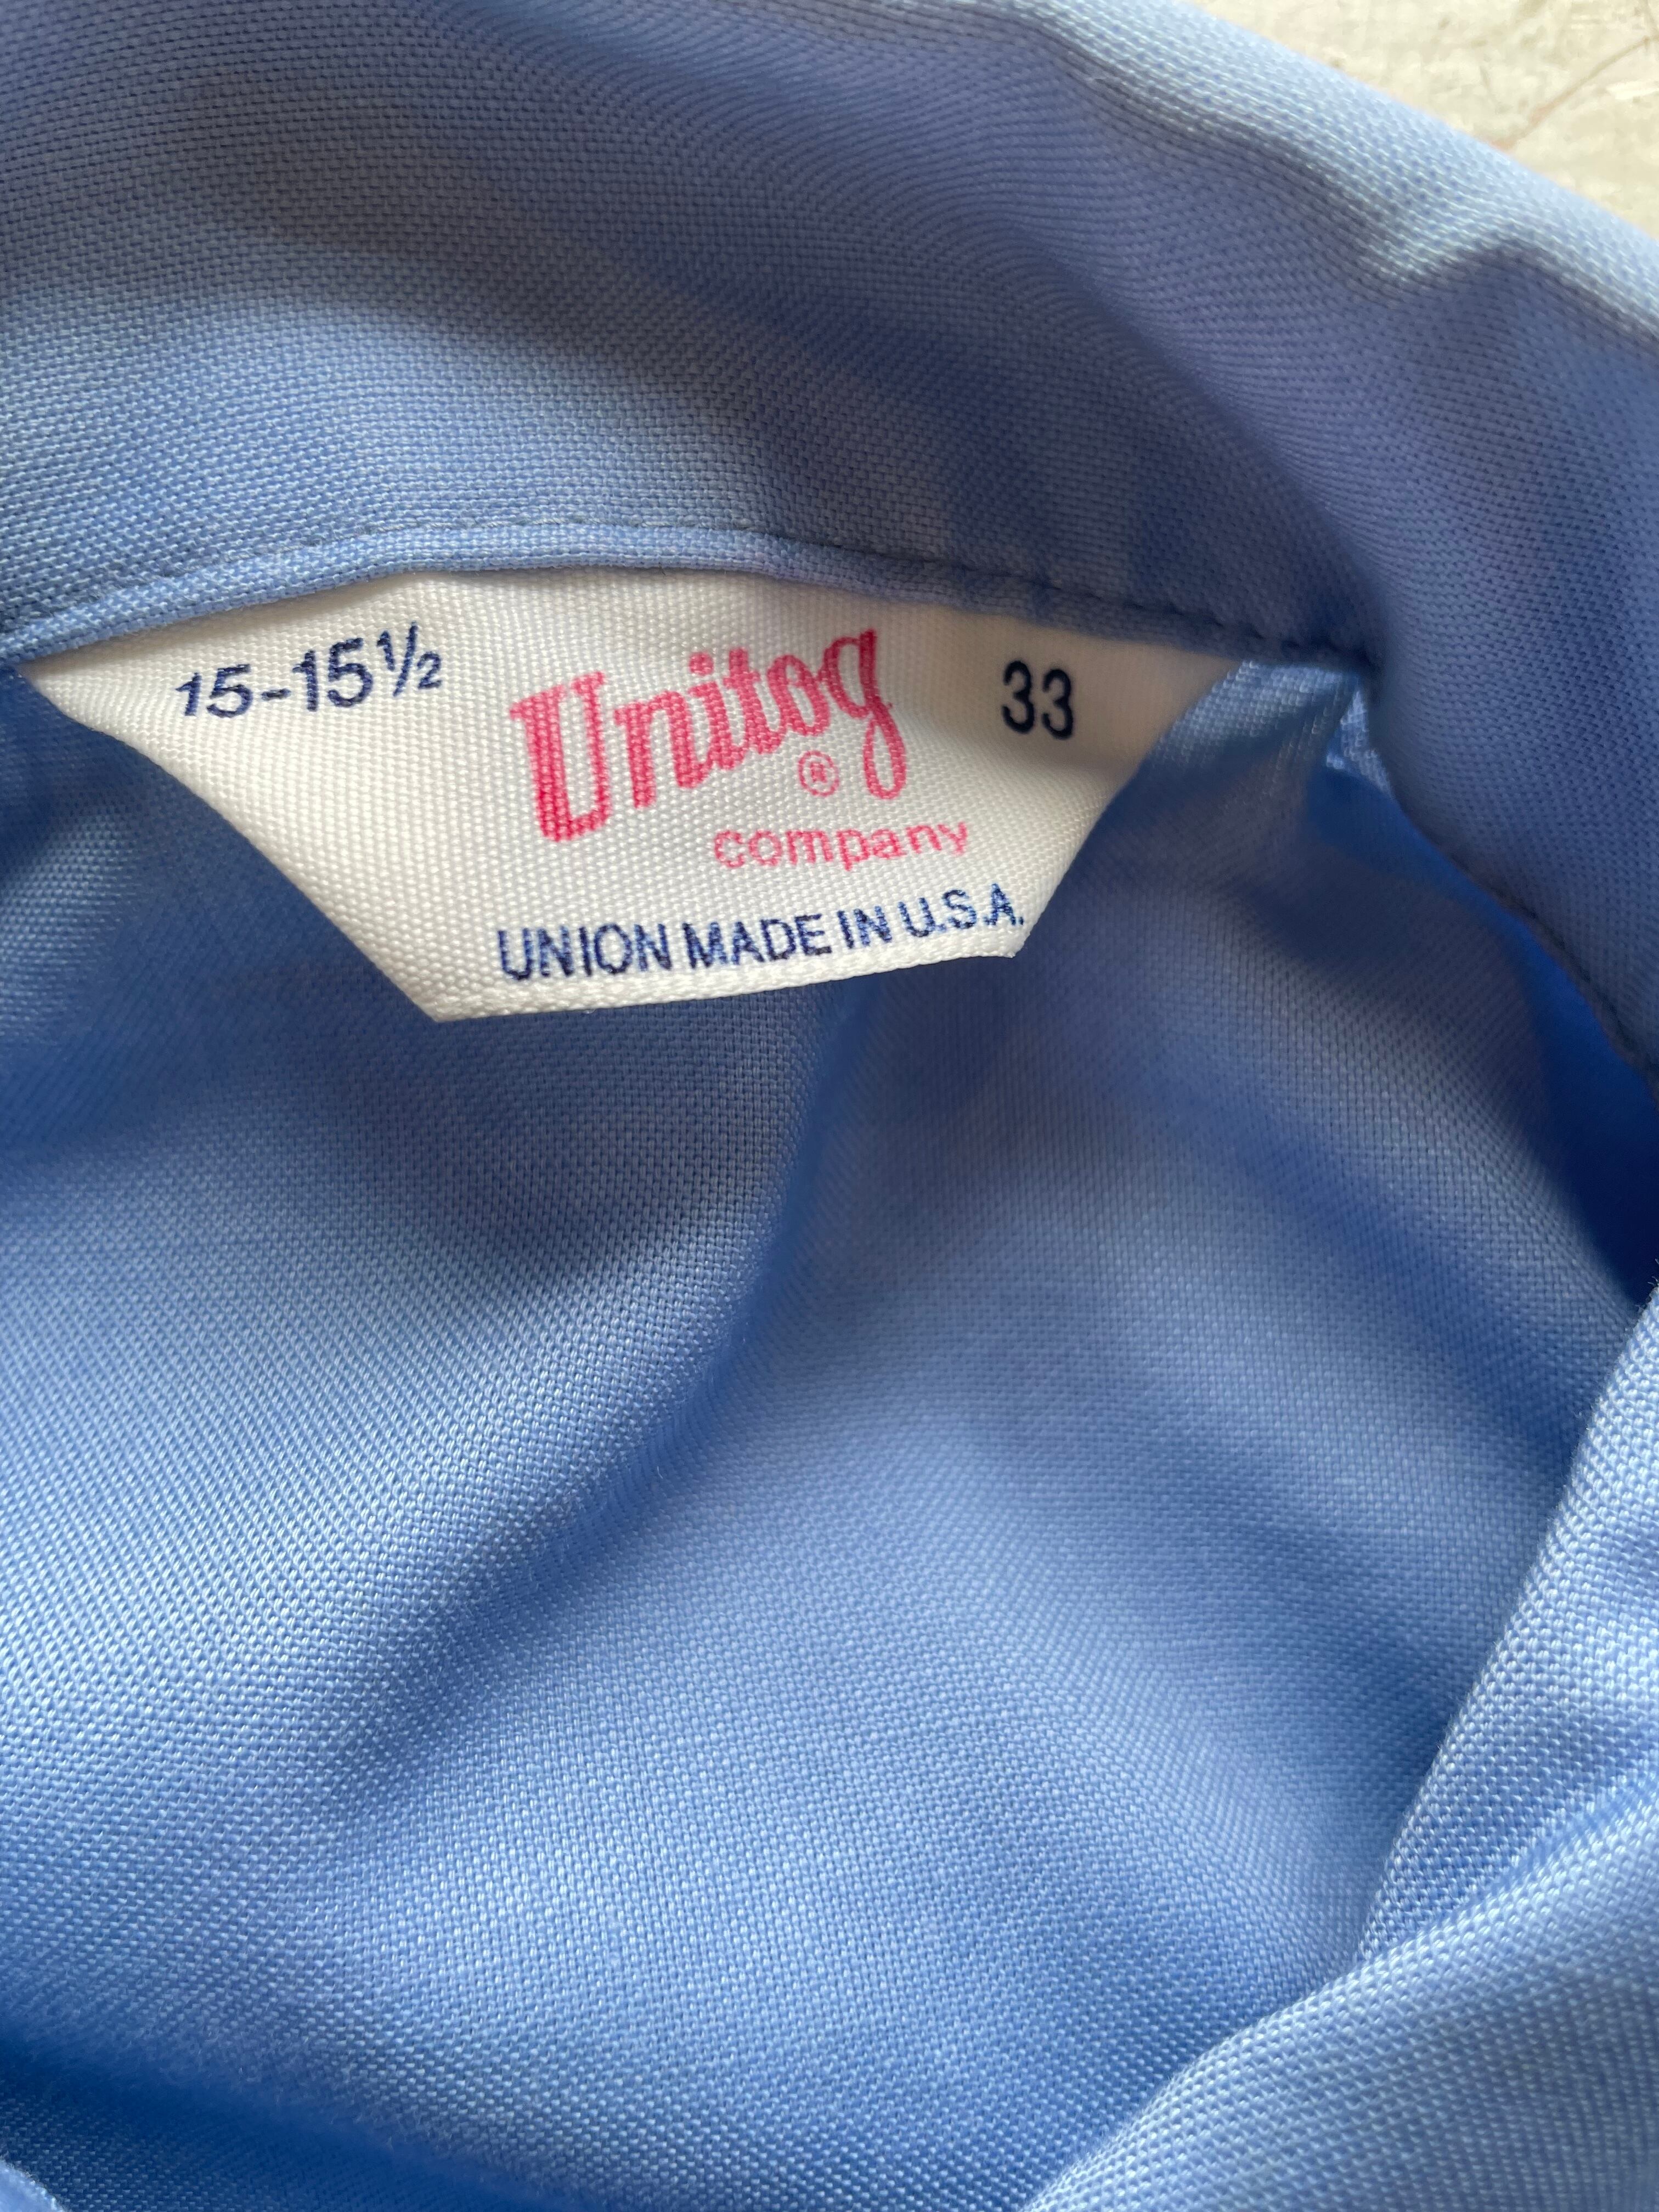 15-15½ Unitog® 33
company
UNION MADE IN U.S.A.